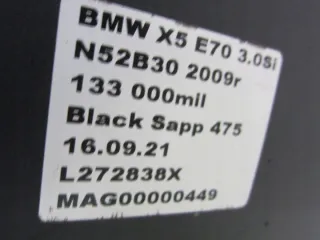 BMW X5 E70 3.0Si
N52B30 2009r
133 000mil
Black Sapp 475
16.09.21
L272838X
MAG00000449